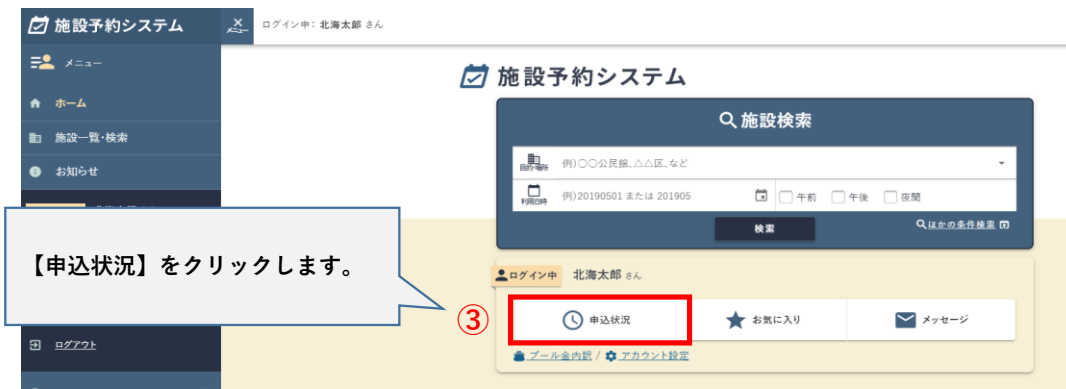 施設予約システム
ログイン中: 北海太郎 さん
メニュー
ホーム
施設一覧・検索
お知らせ
ログアウト
【申込状況】をクリックします。
施設予約システム
施設検索
目的・場所
例)〇〇公民館、△△区、など
利用日時
例)20190501 または 201905
午前
午後
夜間
検索
ほかの条件検索
ログイン中 北海太郎 さん
③
申込状況
お気に入り
メッセージ
プール金内訳 / アカウント設定